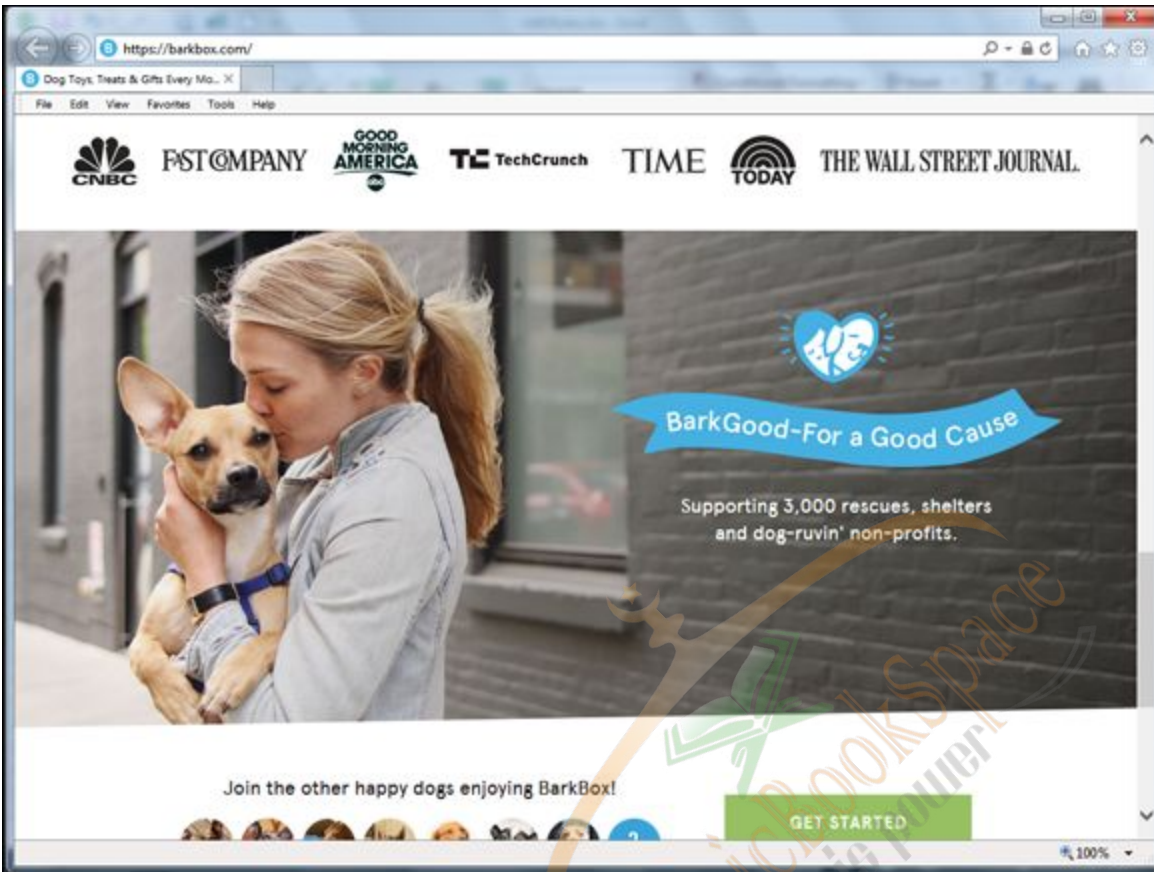 https://barkbox.com/
Dog Toys, Treats & Gifts Every Mo...
File Edit View Favorites Tools Help
CNBC
FAST COMPANY
GOOD MORNING AMERICA
abc
TC TechCrunch
TIME
TODAY
THE WALL STREET JOURNAL.
BarkGood-For a Good Cause
Supporting 3,000 rescues, shelters
and dog-ruvin' non-profits.
Join the other happy dogs enjoying BarkBox!
GET STARTED
100%